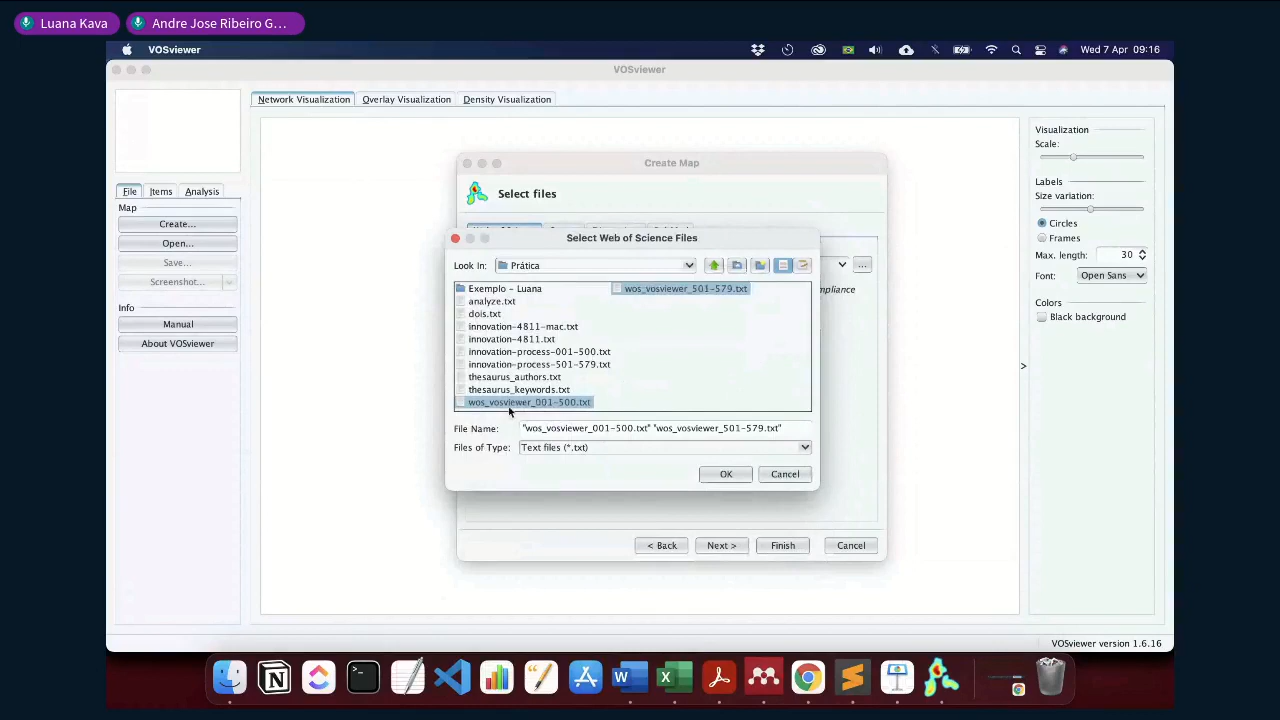 Luana Kava
Andre Jose Ribeiro G...
VOSviewer
Wed 7 Apr 09:16
VOSviewer
Network Visualization
Overlay Visualization
Density Visualization
File
Items
Analysis
Map
Create...
Open...
Save...
Screenshot...
Info
Manual
About VOSviewer
Create Map
Select files
Select Web of Science Files
Look In:
Prática
Exemplo - Luana
analyze.txt
dois.txt
innovation-4811-mac.txt
innovation-4811.txt
innovation-process-001-500.txt
innovation-process-501-579.txt
thesaurus_authors.txt
thesaurus_keywords.txt
wos_vosviewer_001-500.txt
wos_vosviewer_501-579.txt
File Name:
"wos_vosviewer_001-500.txt" "wos_vosviewer_501-579.txt"
Files of Type:
Text files (*.txt)
OK
Cancel
...
mpliance
< Back
Next >
Finish
Cancel
Visualization
Scale:
Labels
Size variation:
Circles
Frames
Max. length:
30
Font:
Open Sans
Colors
Black background
>
VOSviewer version 1.6.16